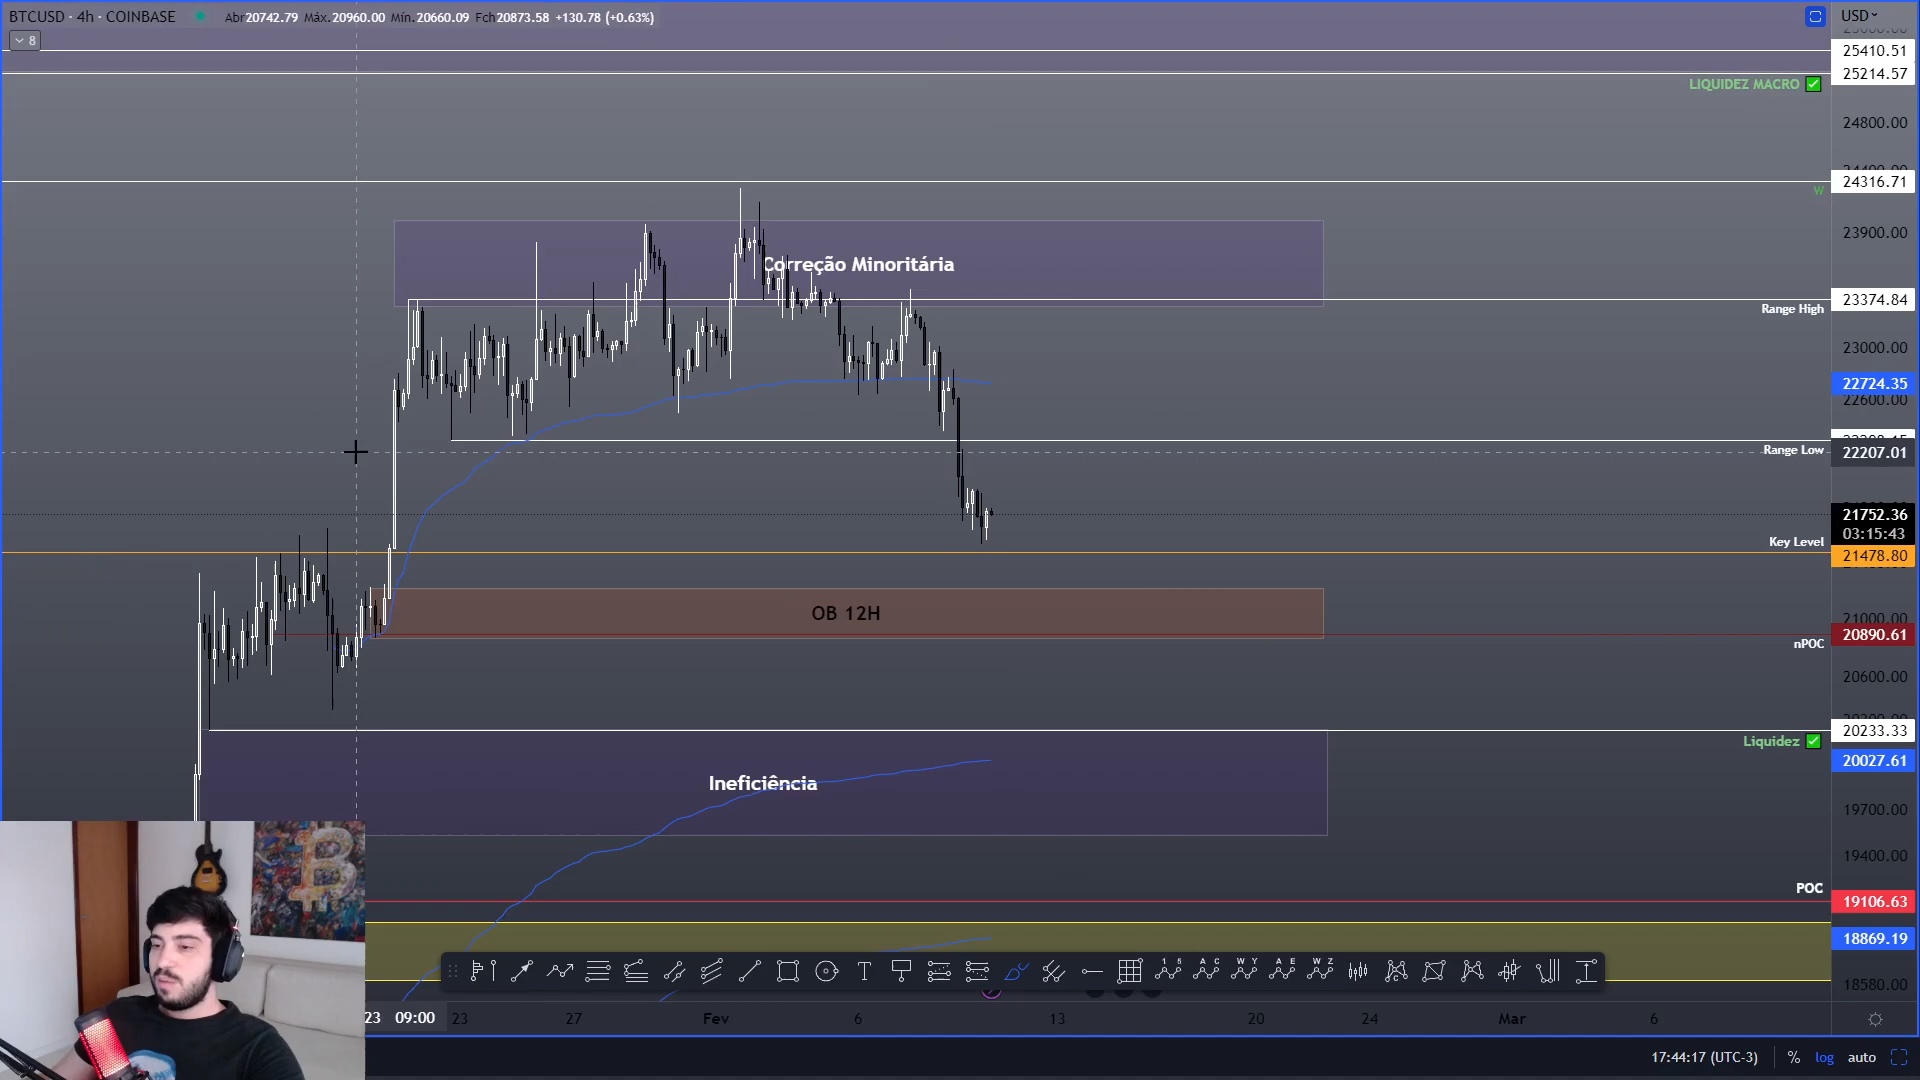 BTCUSD · 4h · COINBASE Abr20742.79 Máx.20960.00 Mín.20660.09 Fch20873.58 +130.78 (+0.63%)
USD
8
25410.51
25214.57
LIQUIDEZ MACRO ✅
24800.00
24316.71
W
23900.00
Correção Minoritária
23374.84
Range High
23000.00
22724.35
22600.00
Range Low
22207.01
21752.36
03:15:43
Key Level
21478.80
OB 12H
21000.00
20890.61
nPOC
20600.00
20233.33
Liquidez ✅
20027.61
Ineficiência
19700.00
19400.00
POC
19106.63
18869.19
18580.00
23 09:00 23 27 Fev 6 13 20 24 Mar 6
17:44:17 (UTC-3) % log auto